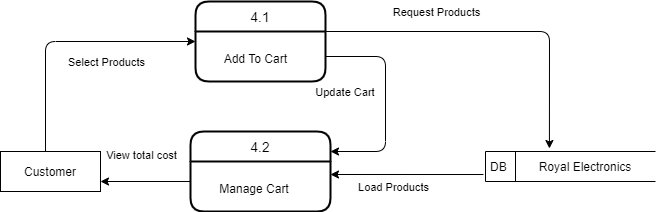 4.1
Request Products
Add To Cart
Select Products
Update Cart
4.2
View total cost
DB
Royal Electronics
Customer
Manage Cart
Load Products